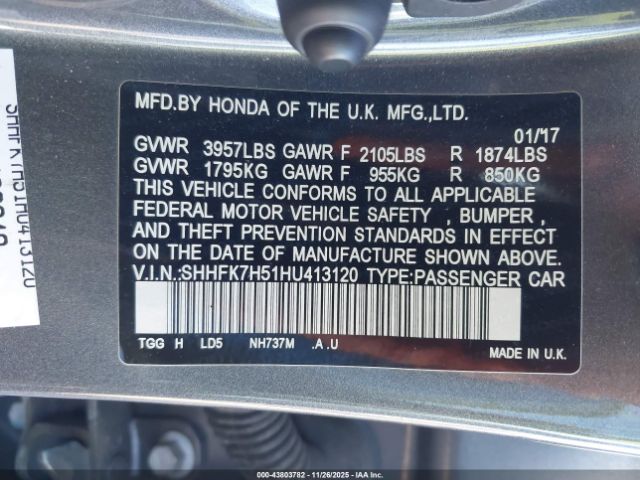 MFD.BY HONDA OF THE U.K. MFG.,LTD.
01/'17
GVWR 3957LBS GAWR F 2105LBS R 1874LBS
GVWR 1795KG GAWR F 955KG R 850KG
THIS VEHICLE CONFORMS TO ALL APPLICABLE
FEDERAL MOTOR VEHICLE SAFETY , BUMPER ,
AND THEFT PREVENTION STANDARDS IN EFFECT
ON THE DATE OF MANUFACTURE SHOWN ABOVE.
V.I.N.:SHHFK7H51HU413120 TYPE:PASSENGER CAR
TGG H LD5 NH737M .A .U
MADE IN U.K.
SHHFK7H51HU413120
000-43803782 - 11/26/2025 - IAAI.COM